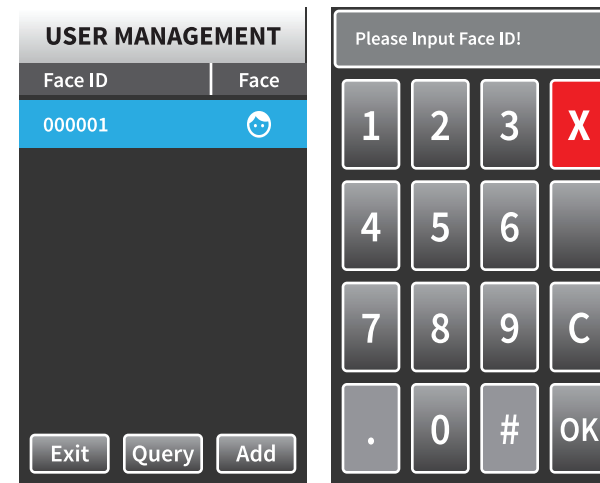 USER MANAGEMENT
Face ID Face
000001
Exit Query Add
Please Input Face ID!
1 2 3 X
4 5 6
7 8 9 C
. 0 # OK